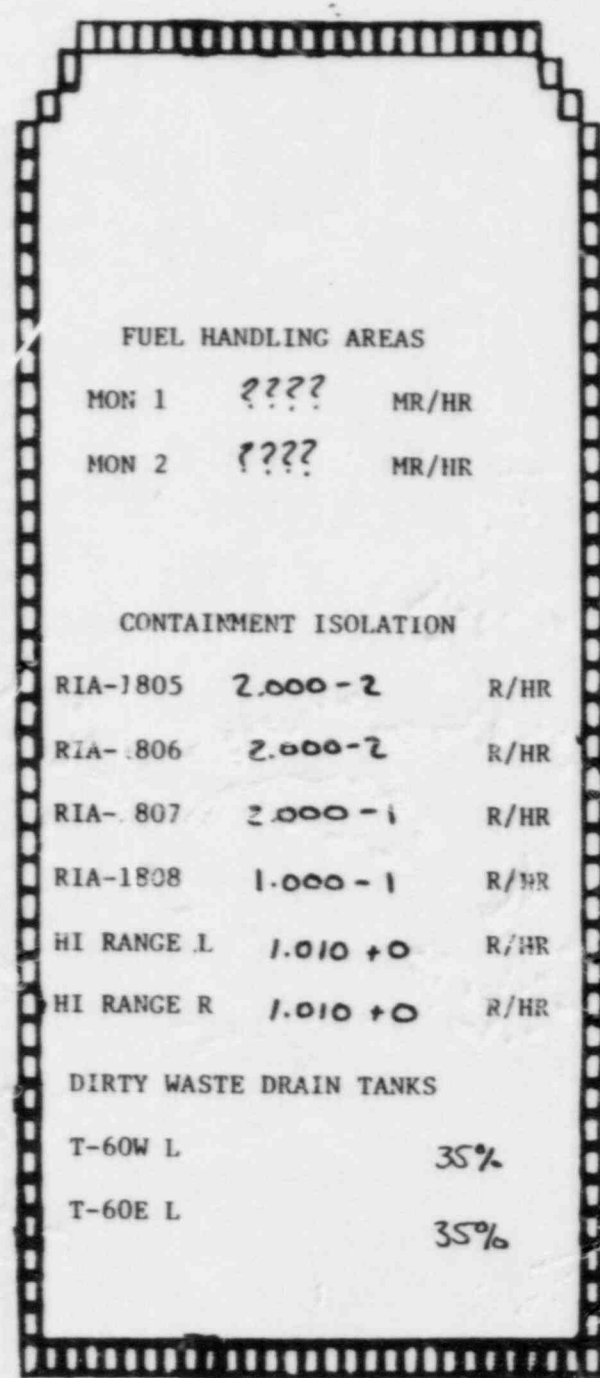 FUEL HANDLING AREAS
MON 1 ???? MR/HR
MON 2 ???? MR/HR
CONTAINMENT ISOLATION
RIA-1805 2.000-2 R/HR
RIA- 806 2.000-2 R/HR
RIA- 807 2.000-1 R/HR
RIA-1808 1.000-1 R/HR
HI RANGE L 1.010 +0 R/HR
HI RANGE R 1.010 +0 R/HR
DIRTY WASTE DRAIN TANKS
T-60W L 35%
T-60E L 35%